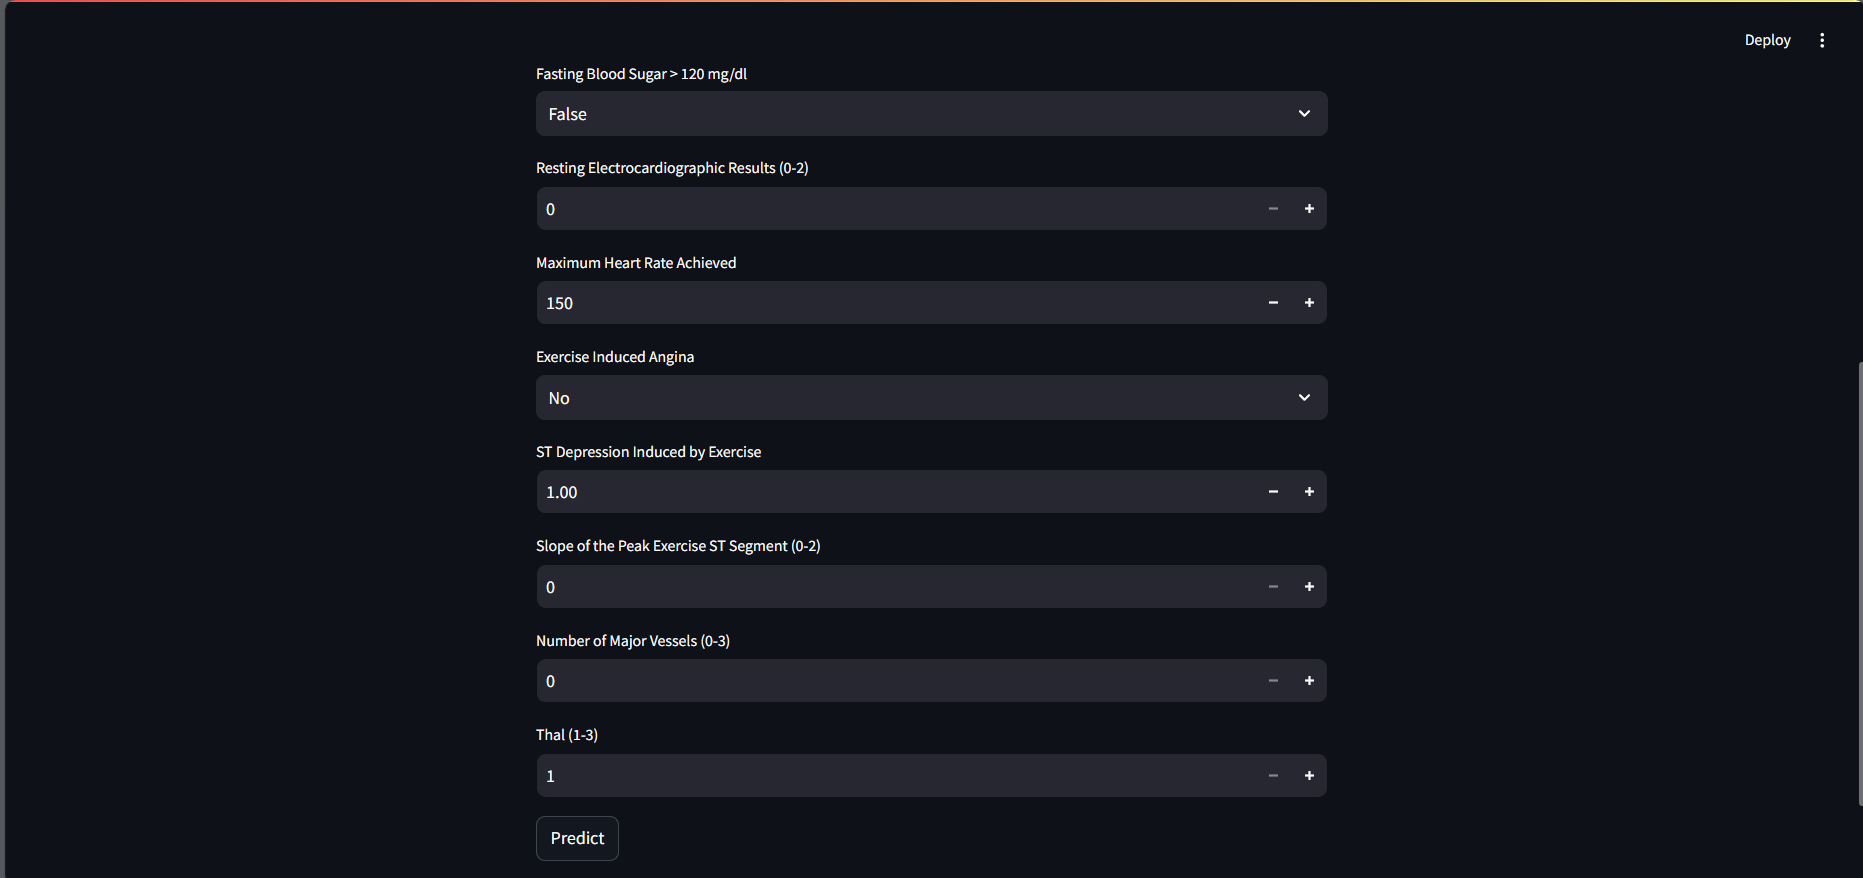 Deploy
Fasting Blood Sugar > 120 mg/dl
False
Resting Electrocardiographic Results (0-2)
0
Maximum Heart Rate Achieved
150
Exercise Induced Angina
No
ST Depression Induced by Exercise
1.00
Slope of the Peak Exercise ST Segment (0-2)
0
Number of Major Vessels (0-3)
0
Thal (1-3)
1
Predict